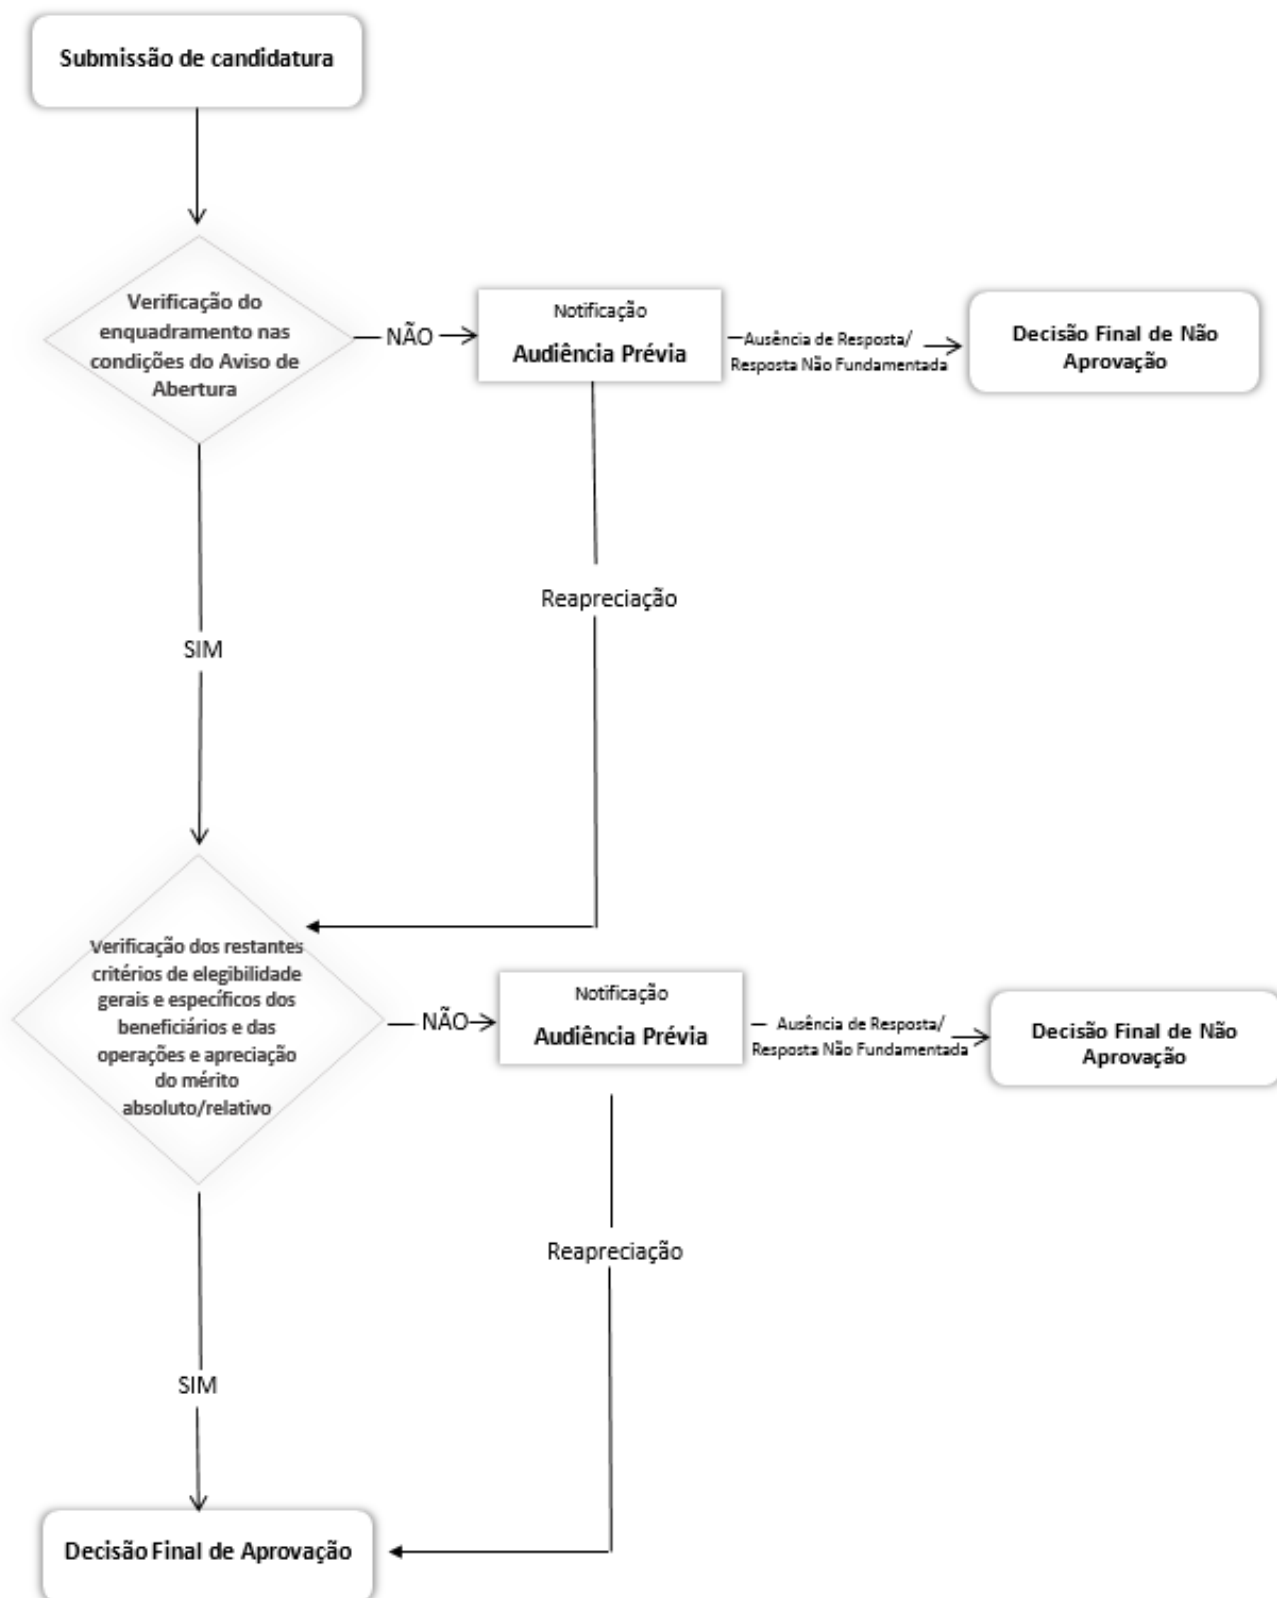 Submissão de candidatura
Verificação do
enquadramento nas
condições do Aviso de
Abertura
NÃO
Notificação
Audiência Prévia
Ausência de Resposta/
Resposta Não Fundamentada
Decisão Final de Não
Aprovação
Reapreciação
SIM
Verificação dos restantes
critérios de elegibilidade
gerais e específicos dos
beneficiários e das
operações e apreciação
do mérito
absoluto/relativo
NÃO
Notificação
Audiência Prévia
Ausência de Resposta/
Resposta Não Fundamentada
Decisão Final de Não
Aprovação
Reapreciação
SIM
Decisão Final de Aprovação